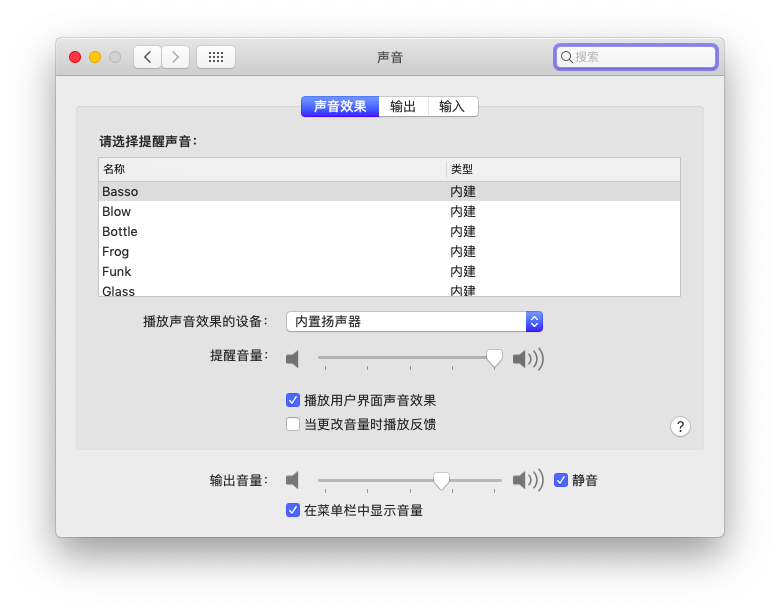 声音
搜索
声音效果 输出 输入
请选择提醒声音：
名称 类型
Basso 内建
Blow 内建
Bottle 内建
Frog 内建
Funk 内建
Glass 内建
播放声音效果的设备： 内置扬声器
提醒音量：
播放用户界面声音效果
当更改音量时播放反馈
?
输出音量： 静音
在菜单栏中显示音量